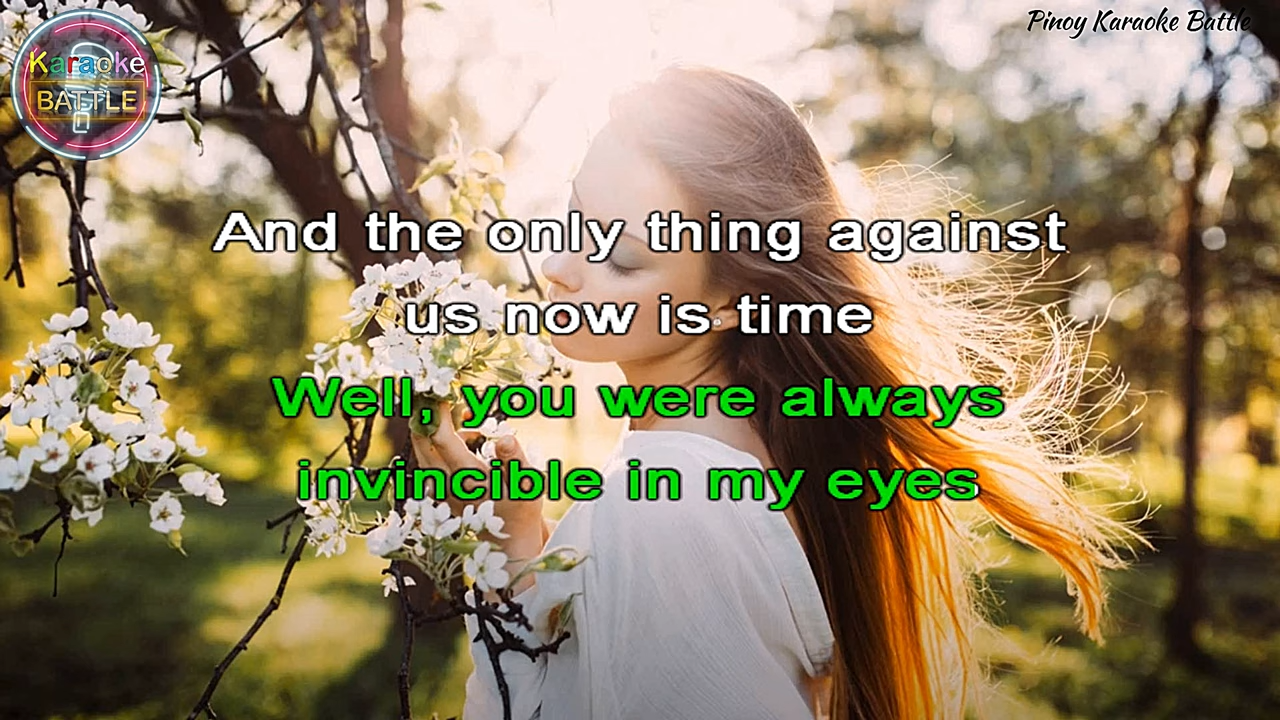 Pinoy Karaoke Battle
Karaoke
BATTLE
And the only thing against
us now is time
Well, you were always
invincible in my eyes